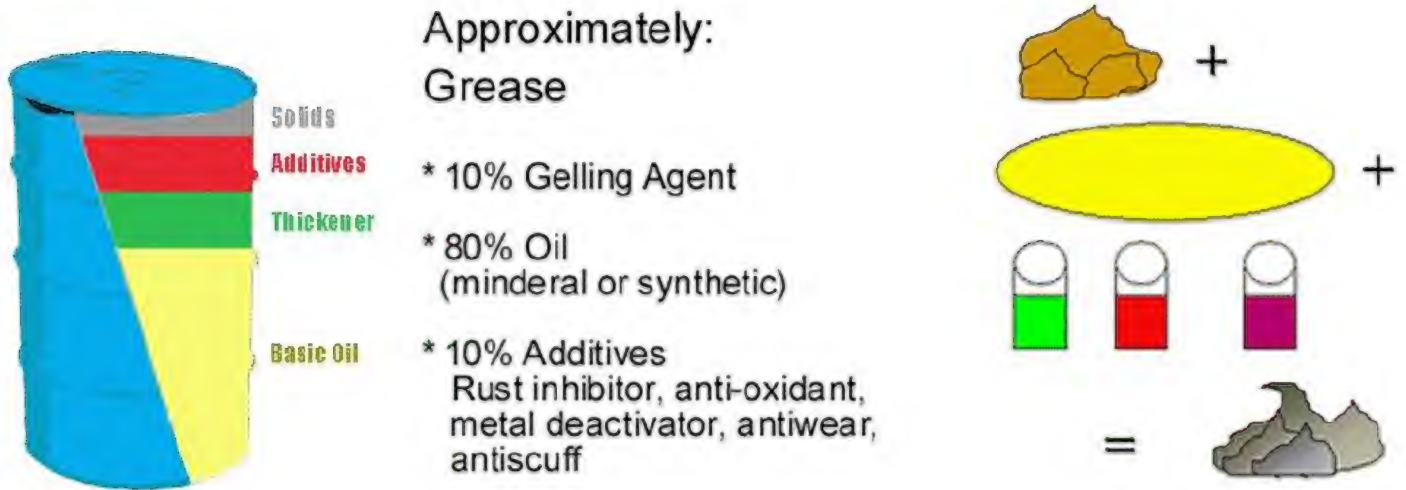 Solids
Additives
Thickener
Basic Oil
Approximately:
Grease
* 10% Gelling Agent
* 80% Oil
(minderal or synthetic)
* 10% Additives
Rust inhibitor, anti-oxidant,
metal deactivator, antiwear,
antiscuff
+
+
=